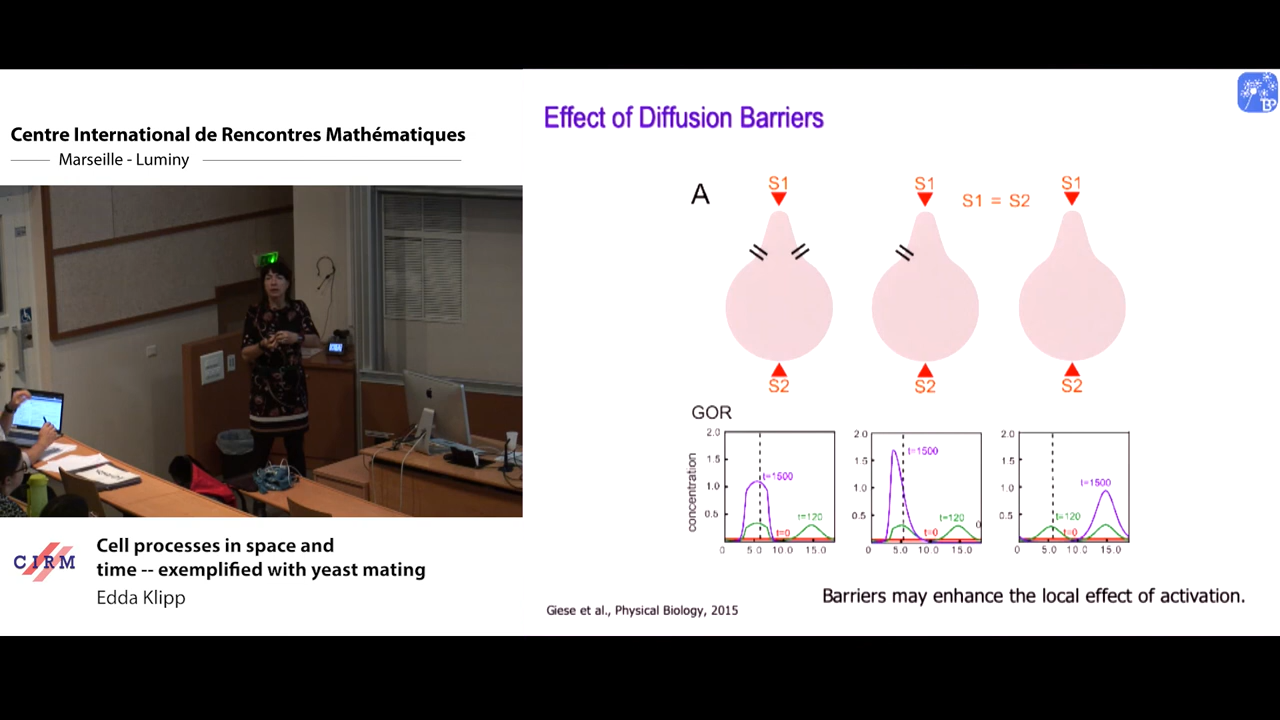 Centre International de Rencontres Mathématiques
Marseille - Luminy
CIRM
Cell processes in space and
time -- exemplified with yeast mating
Edda Klipp
TBP
Effect of Diffusion Barriers
A
S1
S1
S1 = S2
S1
S2
S2
S2
GOR
concentration
2.0
1.5
1.0
0.5
0
5.0
10.0
15.0
t=1500
t=120
t=0
2 0
1.5
1.0
0.5
0
5.0
10.0
15.0
t=1500
t=120
t=0
0
2 0
1.5
1.0
0.5
0
5.0
10.0
15.0
t=1500
t=120
t=0
Barriers may enhance the local effect of activation.
Giese et al., Physical Biology, 2015